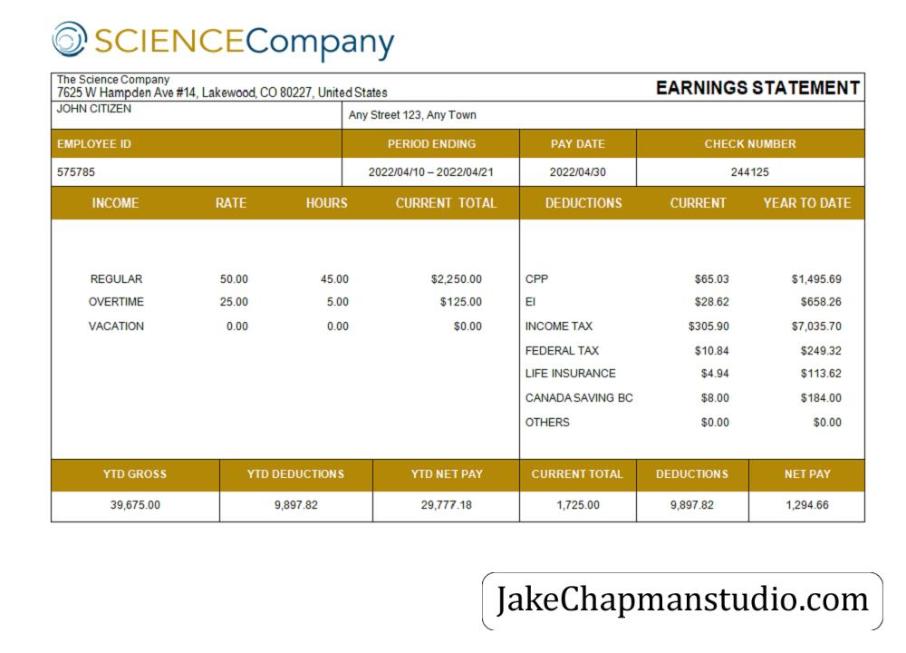 SCIENCECompany
The Science Company
7625 W Hampden Ave #14, Lakewood, CO 80227, United States
EARNINGS STATEMENT
JOHN CITIZEN
Any Street 123, Any Town
EMPLOYEE ID PERIOD ENDING PAY DATE CHECK NUMBER
575785 2022/04/10 – 2022/04/21 2022/04/30 244125
INCOME RATE HOURS CURRENT TOTAL DEDUCTIONS CURRENT YEAR TO DATE
REGULAR 50.00 45.00 $2,250.00 CPP $65.03 $1,495.69
OVERTIME 25.00 5.00 $125.00 EI $28.62 $658.26
VACATION 0.00 0.00 $0.00 INCOME TAX $305.90 $7,035.70
FEDERAL TAX $10.84 $249.32
LIFE INSURANCE $4.94 $113.62
CANADA SAVING BC $8.00 $184.00
OTHERS $0.00 $0.00
YTD GROSS YTD DEDUCTIONS YTD NET PAY CURRENT TOTAL DEDUCTIONS NET PAY
39,675.00 9,897.82 29,777.18 1,725.00 9,897.82 1,294.66
JakeChapmanstudio.com